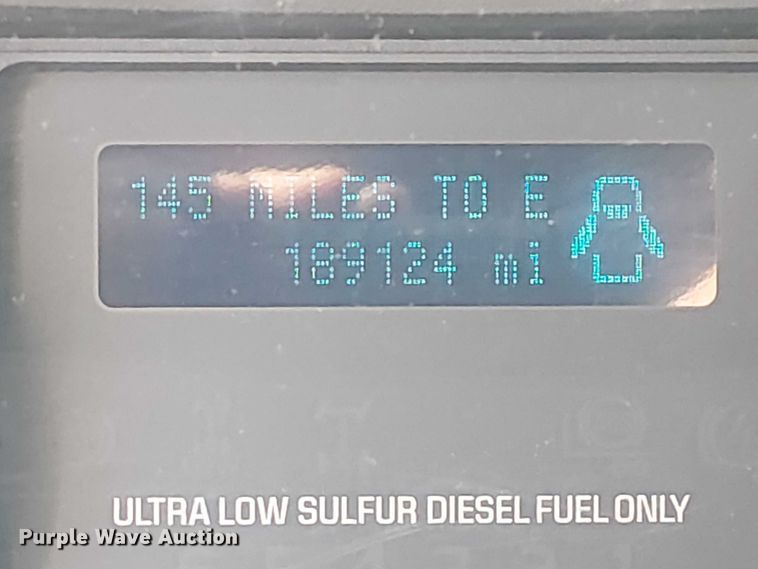 145 MILES TO E
189124 mi
ULTRA LOW SULFUR DIESEL FUEL ONLY
Purple Wave Auction